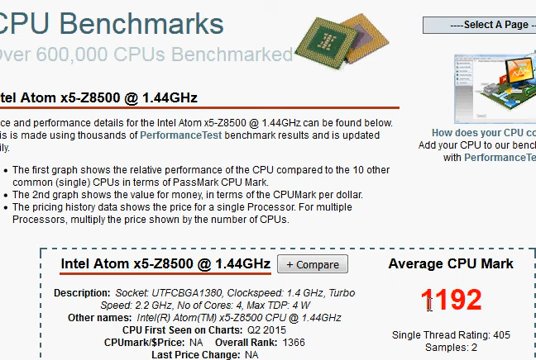 CPU Benchmarks
Over 600,000 CPUs Benchmarked
----Select A Page --
ntel Atom x5-Z8500 @ 1.44GHz
ice and performance details for the Intel Atom x5-Z8500 @ 1.44GHz can be found below.
is is made using thousands of PerformanceTest benchmark results and is updated
ily.
How does your CPU co
Add your CPU to our bench
with PerformanceTe
• The first graph shows the relative performance of the CPU compared to the 10 other
common (single) CPUs in terms of PassMark CPU Mark.
• The 2nd graph shows the value for money, in terms of the CPUMark per dollar.
• The pricing history data shows the price for a single Processor. For multiple
Processors, multiply the price shown by the number of CPUs.
Intel Atom x5-Z8500 @ 1.44GHz
+ Compare
Average CPU Mark
Description: Socket: UTFCBGA1380, Clockspeed: 1.4 GHz, Turbo
Speed: 2.2 GHz, No of Cores: 4, Max TDP: 4 W
Other names: Intel(R) Atom(TM) x5-Z8500 CPU @ 1.44GHz
CPU First Seen on Charts: Q2 2015
CPUmark/$Price: NA Overall Rank: 1366
Last Price Change: NA
1192
Single Thread Rating: 405
Samples: 2